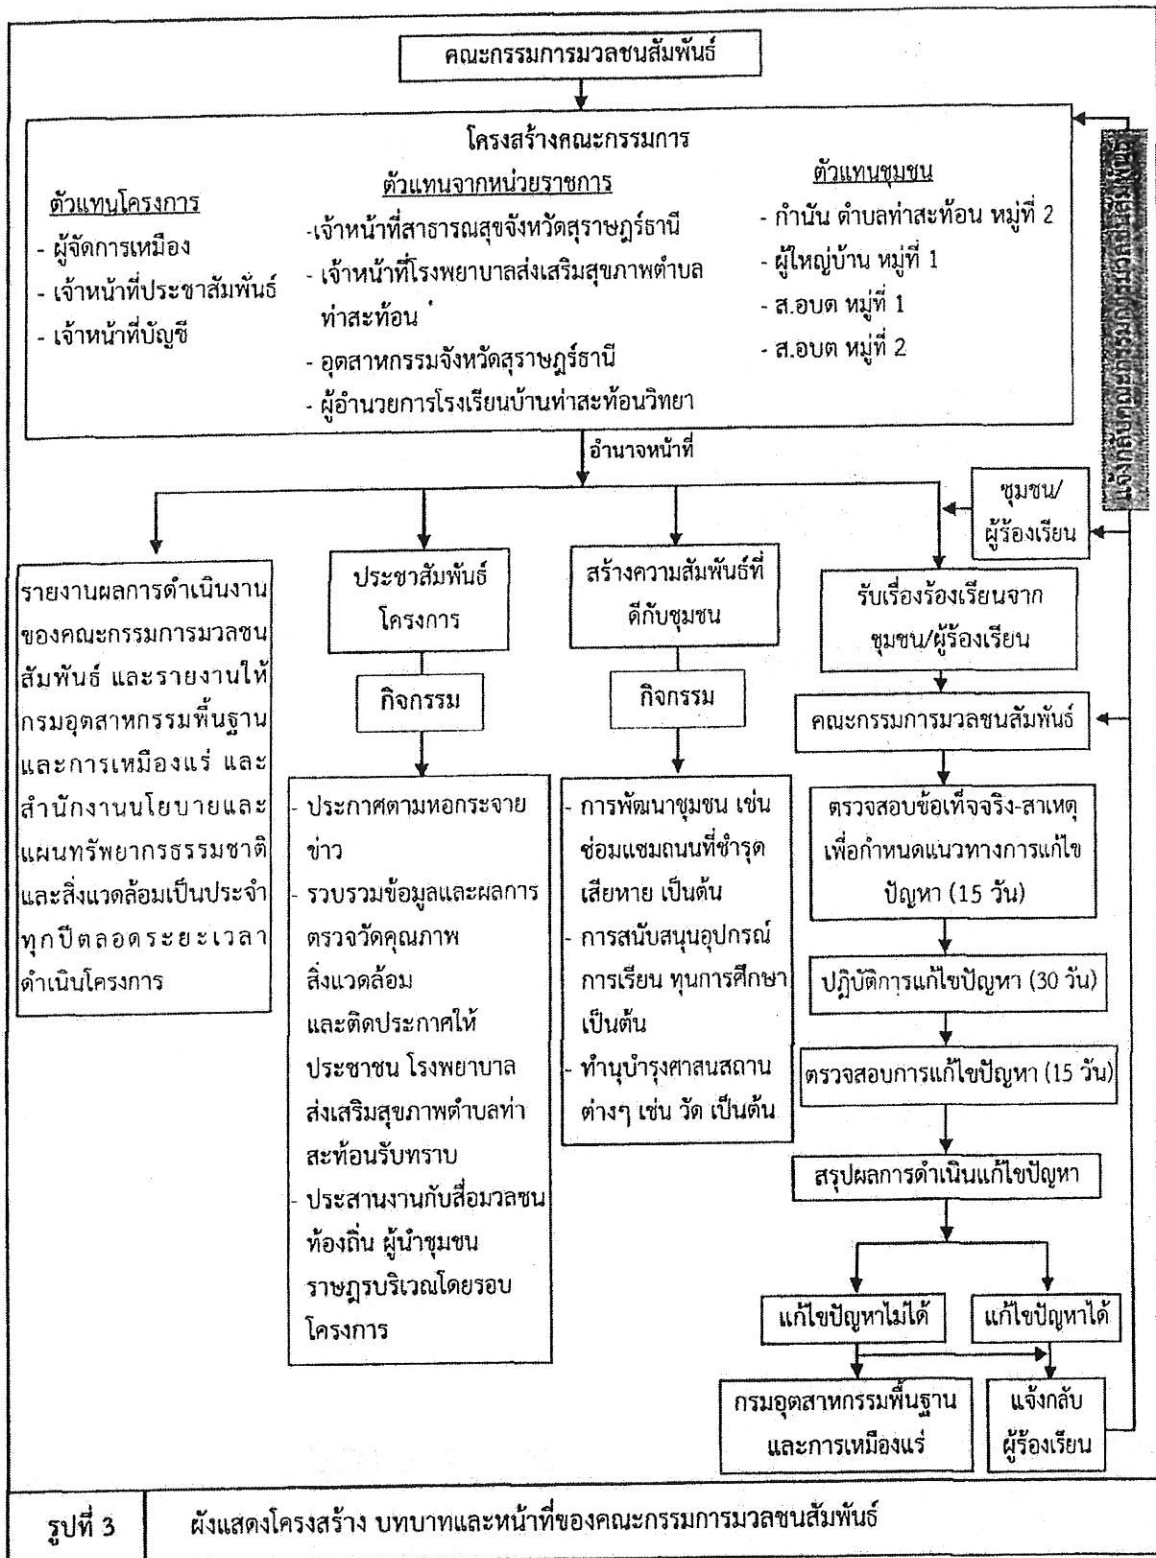 คณะกรรมการมวลชนสัมพันธ์
โครงสร้างคณะกรรมการ
ตัวแทนโครงการ
- ผู้จัดการเหมือง
- เจ้าหน้าที่ประชาสัมพันธ์
- เจ้าหน้าที่บัญชี
ตัวแทนจากหน่วยราชการ
-เจ้าหน้าที่สาธารณสุขจังหวัดสุราษฎร์ธานี
- เจ้าหน้าที่โรงพยาบาลส่งเสริมสุขภาพตำบล
ท่าสะท้อน
- อุตสาหกรรมจังหวัดสุราษฎร์ธานี
- ผู้อำนวยการโรงเรียนบ้านท่าสะท้อนวิทยา
ตัวแทนชุมชน
- กำนัน ตำบลท่าสะท้อน หมู่ที่ 2
- ผู้ใหญ่บ้าน หมู่ที่ 1
- ส.อบต หมู่ที่ 1
- ส.อบต หมู่ที่ 2
แจ้งกลับคณะกรรมการมวลชนสัมพันธ์
อำนาจหน้าที่
ชุมชน/
ผู้ร้องเรียน
รายงานผลการดำเนินงาน
ของคณะกรรมการมวลชน
สัมพันธ์ และรายงานให้
กรมอุตสาหกรรมพื้นฐาน
และการเหมืองแร่ และ
สำนักงานนโยบายและ
แผนทรัพยากรธรรมชาติ
และสิ่งแวดล้อมเป็นประจำ
ทุกปีตลอดระยะเวลา
ดำเนินโครงการ
ประชาสัมพันธ์
โครงการ
กิจกรรม
- ประกาศตามหอกระจาย
ข่าว
- รวบรวมข้อมูลและผลการ
ตรวจวัดคุณภาพ
สิ่งแวดล้อม
และติดประกาศให้
ประชาชน โรงพยาบาล
ส่งเสริมสุขภาพตำบลท่า
สะท้อนรับทราบ
- ประสานงานกับสื่อมวลชน
ท้องถิ่น ผู้นำชุมชน
ราษฎรบริเวณโดยรอบ
โครงการ
สร้างความสัมพันธ์ที่
ดีกับชุมชน
กิจกรรม
- การพัฒนาชุมชน เช่น
ซ่อมแซมถนนที่ชำรุด
เสียหาย เป็นต้น
- การสนับสนุนอุปกรณ์
การเรียน ทุนการศึกษา
เป็นต้น
- ทำนุบำรุงศาสนสถาน
ต่างๆ เช่น วัด เป็นต้น
รับเรื่องร้องเรียนจาก
ชุมชน/ผู้ร้องเรียน
คณะกรรมการมวลชนสัมพันธ์
ตรวจสอบข้อเท็จจริง-สาเหตุ
เพื่อกำหนดแนวทางการแก้ไข
ปัญหา (15 วัน)
ปฏิบัติการแก้ไขปัญหา (30 วัน)
ตรวจสอบการแก้ไขปัญหา (15 วัน)
สรุปผลการดำเนินแก้ไขปัญหา
แก้ไขปัญหาไม่ได้
แก้ไขปัญหาได้
กรมอุตสาหกรรมพื้นฐาน
และการเหมืองแร่
แจ้งกลับ
ผู้ร้องเรียน
รูปที่ 3
ผังแสดงโครงสร้าง บทบาทและหน้าที่ของคณะกรรมการมวลชนสัมพันธ์